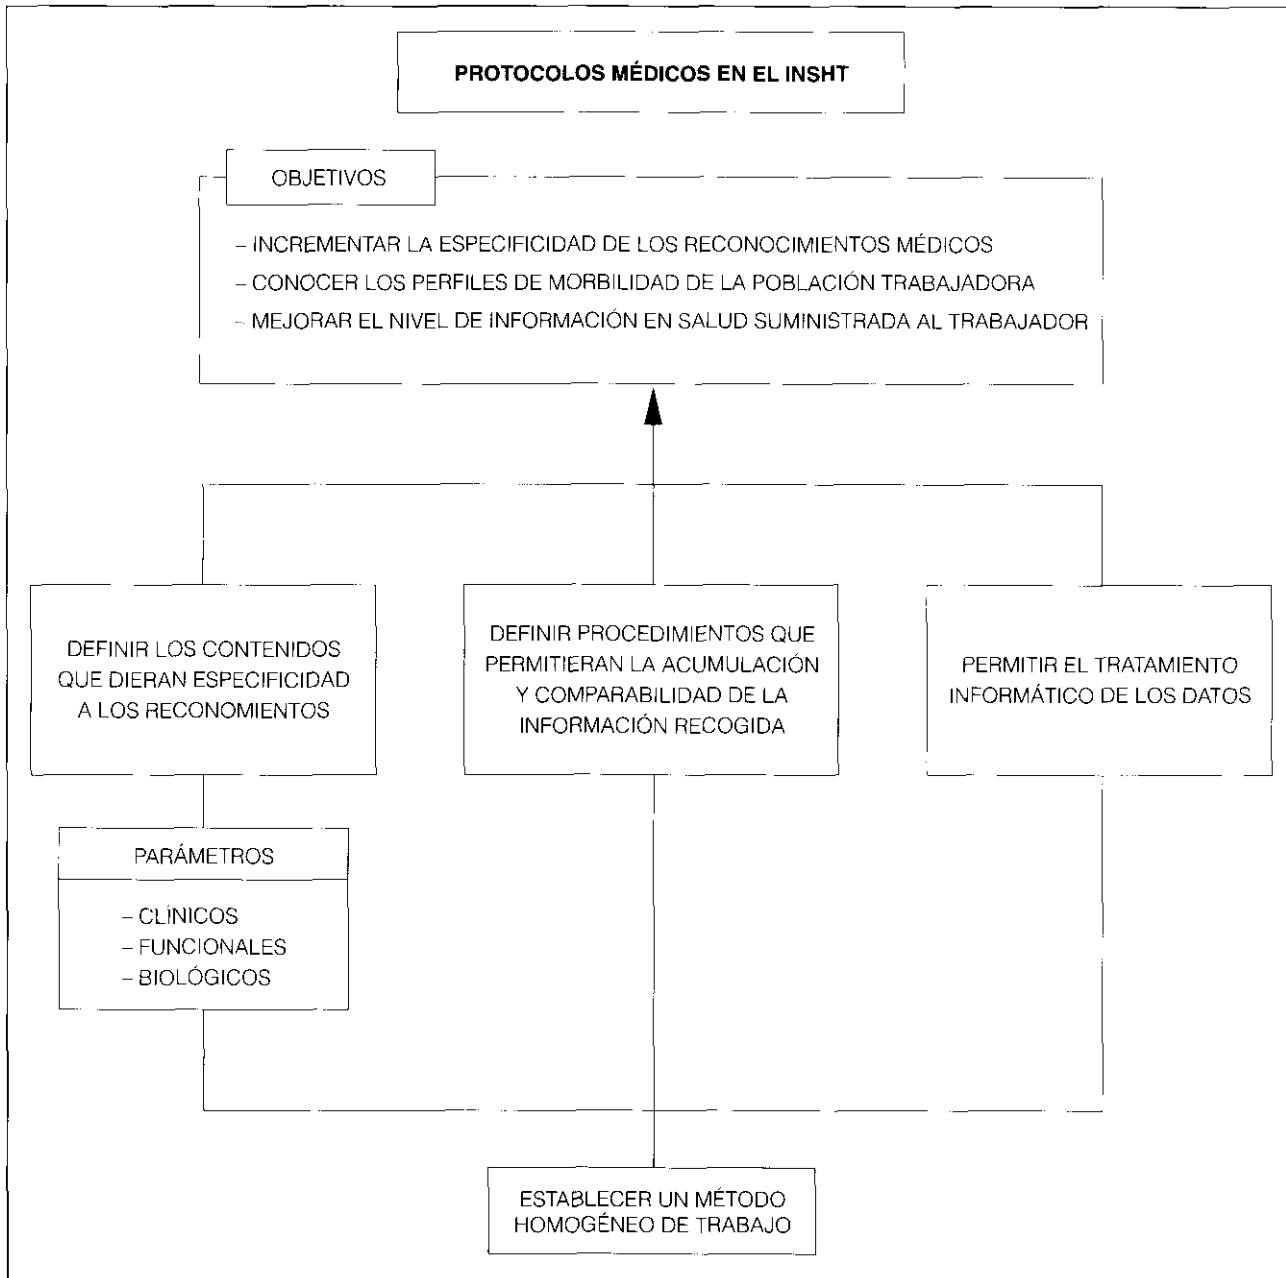 PROTOCOLOS MÉDICOS EN EL INSHT
OBJETIVOS
– INCREMENTAR LA ESPECIFICIDAD DE LOS RECONOCIMIENTOS MÉDICOS
– CONOCER LOS PERFILES DE MORBILIDAD DE LA POBLACIÓN TRABAJADORA
– MEJORAR EL NIVEL DE INFORMACIÓN EN SALUD SUMINISTRADA AL TRABAJADOR
DEFINIR LOS CONTENIDOS
QUE DIERAN ESPECIFICIDAD
A LOS RECONOMIENTOS
DEFINIR PROCEDIMIENTOS QUE
PERMITIERAN LA ACUMULACIÓN
Y COMPARABILIDAD DE LA
INFORMACIÓN RECOGIDA
PERMITIR EL TRATAMIENTO
INFORMÁTICO DE LOS DATOS
PARÁMETROS
– CLÍNICOS
– FUNCIONALES
– BIOLÓGICOS
ESTABLECER UN MÉTODO
HOMOGÉNEO DE TRABAJO